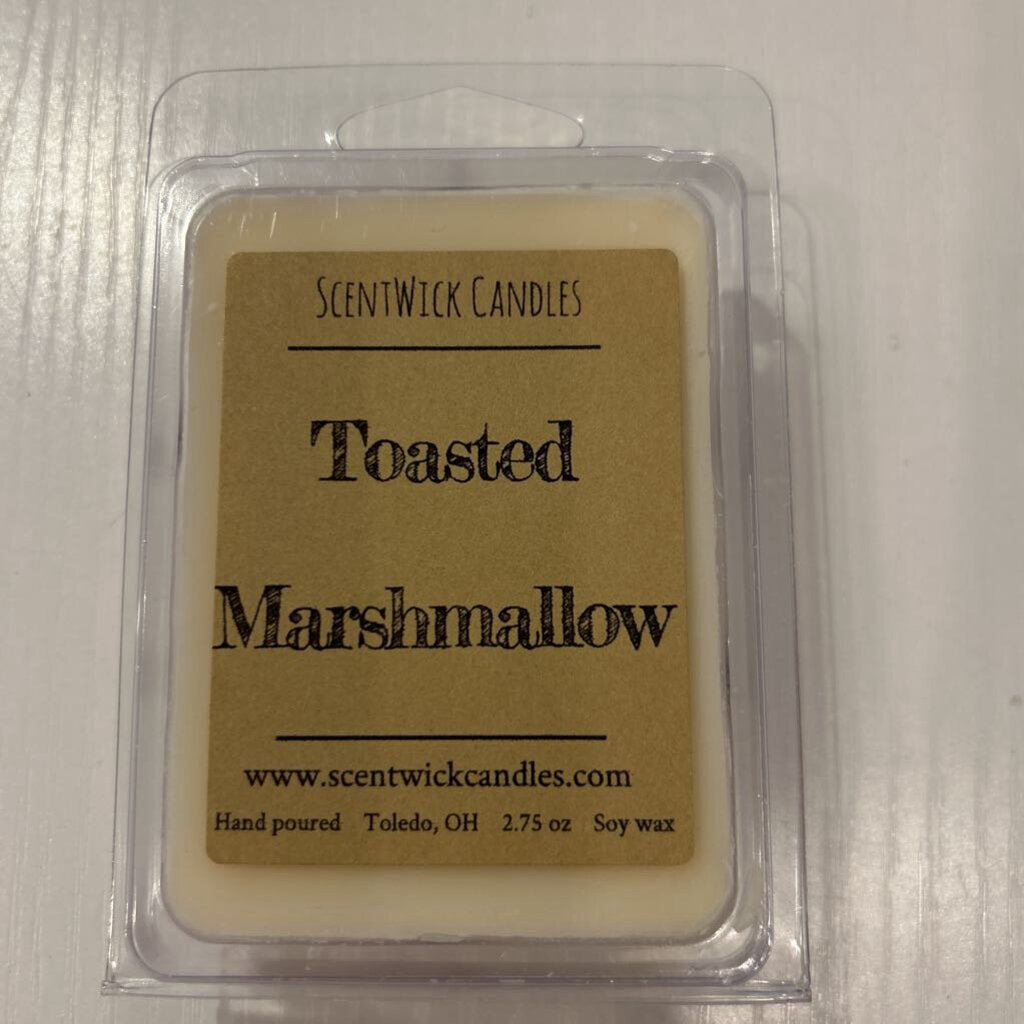 ScentWick Candles
Toasted
Marshmallow
www.scentwickcandles.com
Hand poured Toledo, OH 2.75 oz Soy wax